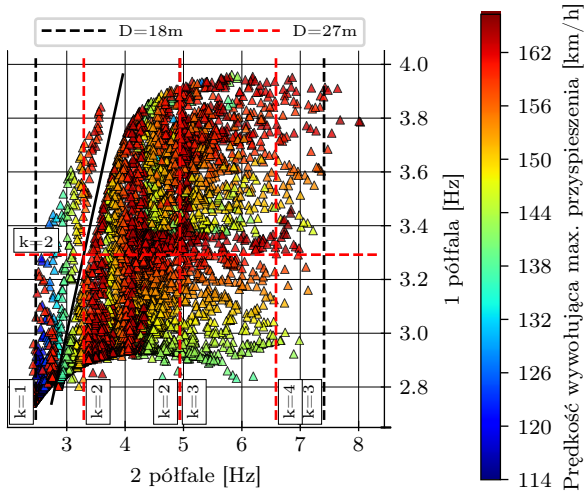 D=18m D=27m
4.0
3.8
3.6
3.4
3.3
3.2
3.0
2.8
1 półfala [Hz]
k=2
k=1
k=2
k=2
k=3
k=4
k=3
3 4 5 6 7 8
2 półfale [Hz]
162
156
150
144
138
132
126
120
114
Prędkość wywołująca max. przyspieszenia [km/h]